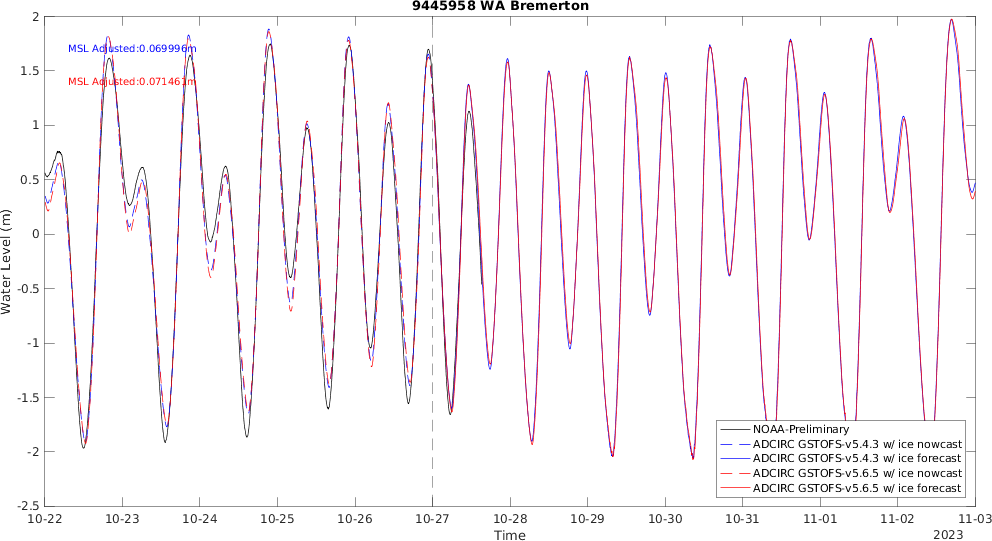 9445958 WA Bremerton
MSL Adjusted:0.069996m
MSL Adjusted:0.071461m
Water Level (m)
2
1.5
1
0.5
0
-0.5
-1
-1.5
-2
-2.5
NOAA-Preliminary
ADCIRC GSTOFS-v5.4.3 w/ ice nowcast
ADCIRC GSTOFS-v5.4.3 w/ ice forecast
ADCIRC GSTOFS-v5.6.5 w/ ice nowcast
ADCIRC GSTOFS-v5.6.5 w/ ice forecast
10-22 10-23 10-24 10-25 10-26 10-27 10-28 10-29 10-30 10-31 11-01 11-02 11-03
Time
2023